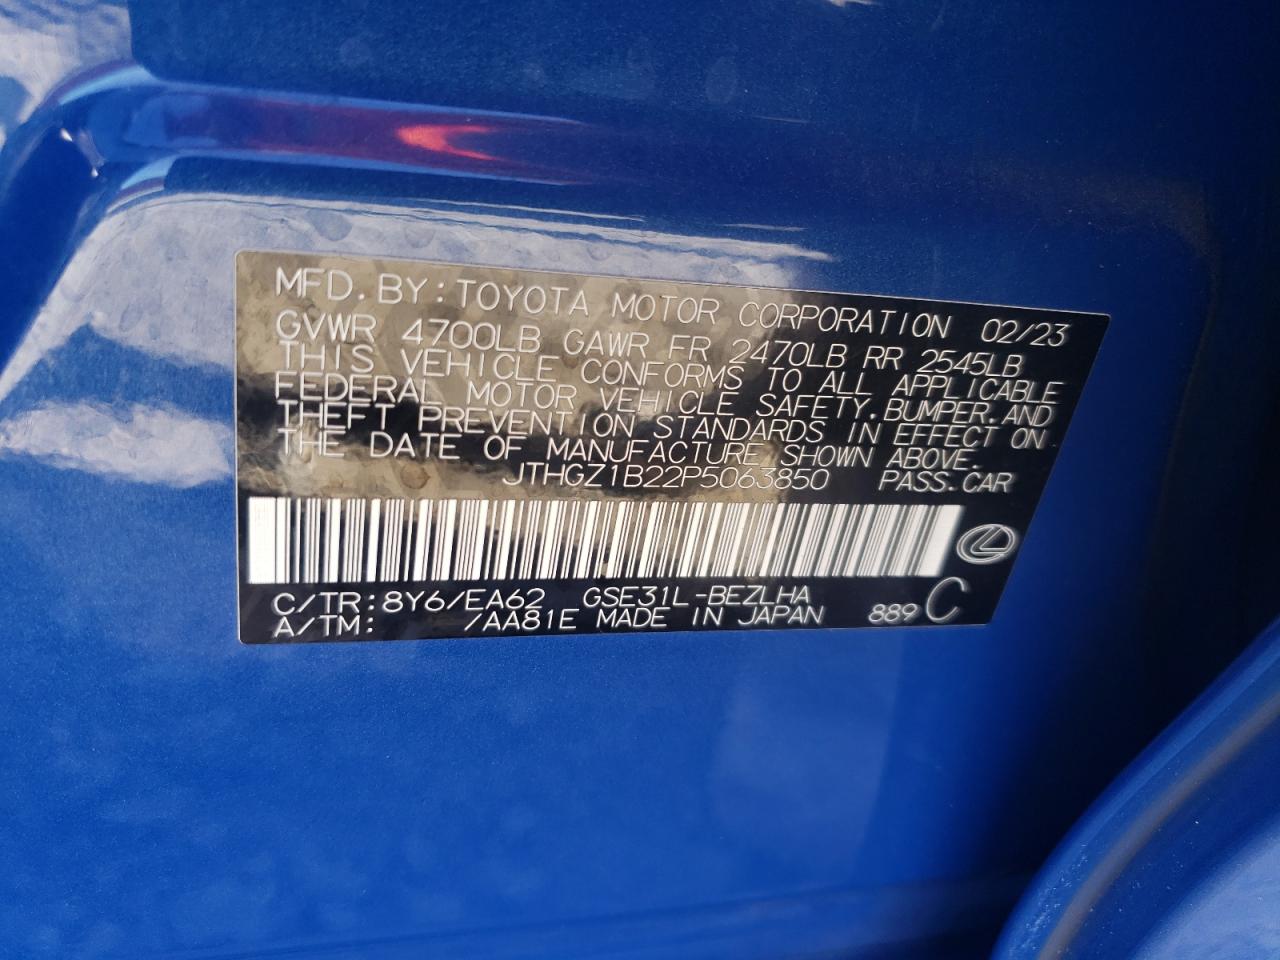 MFD. BY: TOYOTA MOTOR CORPORATION 02/23
GVWR 4700LB GAWR FR 2470LB RR 2545LB
THIS VEHICLE CONFORMS TO ALL APPLICABLE
FEDERAL MOTOR VEHICLE SAFETY, BUMPER, AND
THEFT PREVENTION STANDARDS IN EFFECT ON
THE DATE OF MANUFACTURE SHOWN ABOVE.
JTHGZ1B22P5063850 PASS. CAR
C/TR: 8Y6/EA62 GSE31L-BEZLHA
A/TM: /AA81E MADE IN JAPAN 889 C